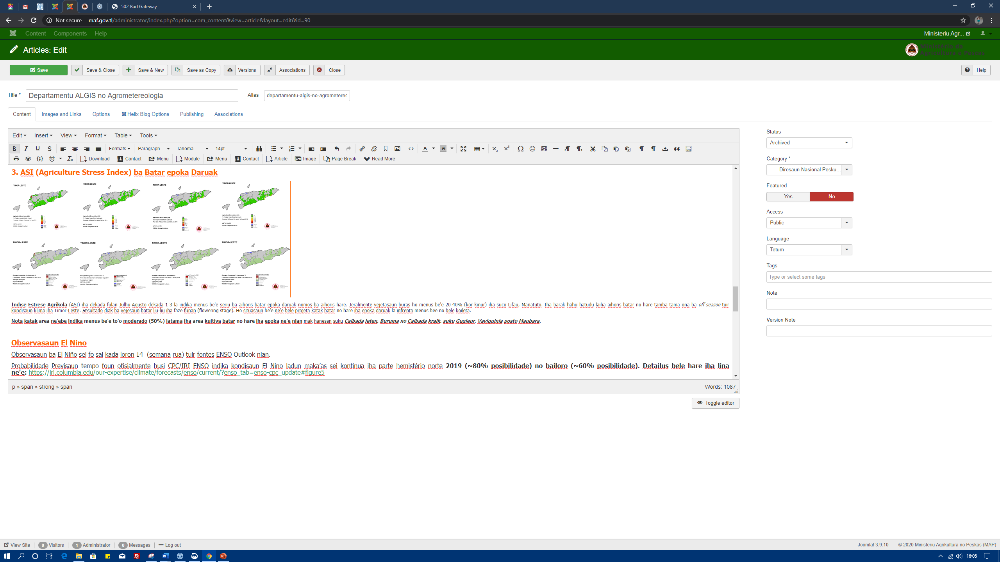 502 Bad Gateway
Not secure
maf.gov.tl/administrator/index.php?option=com_content&view=article&layout=edit&id=90
Content Components Help
Ministeriu Agr...
Articles: Edit
Ministério da
Agricultura e Pescas
Save
Save & Close
Save & New
Save as Copy
Versions
Associations
Close
Help
Title *
Departamentu ALGIS no Agrometereologia
Alias
departamentu-algis-no-agrometereo
Content
Images and Links
Options
Helix Blog Options
Publishing
Associations
Edit Insert View Format Table Tools
Formats Paragraph Tahoma 14pt
Download Contact Menu Module Menu Contact Article Image Page Break Read More
3. ASI (Agriculture Stress Index) ba Batar epoka Daruak
TIMOR-LESTE TIMOR-LESTE TIMOR-LESTE TIMOR-LESTE
TIMOR-LESTE TIMOR-LESTE TIMOR-LESTE TIMOR-LESTE
Índise Estrese Agríkola (ASI) iha dekada fulan Julhu-Agusto dekada 1-3 la indika menus be'e seriu ba aihoris batar epoka daruak nomos ba aihoris hare. Jeralmente vejetasaun buras ho menus be'e 20-40% (kor kinur) iha suco Lifau, Manatuto. Iha barak hahu hatudu laiha aihoris batar no hare tamba tama ona ba off-season tuir
kondisaun klima iha Timor-Leste. Resultado diak ba vejesaun batar liu-liu iha faze funan (flowering stage). Ho situasaun be’e ne’e bele projeta katak batar no hare iha epoka daruak la infrenta menus bee no bele koileta.
Nota katak area ne’ebe indika menus be’e to’o moderado (50%) latama iha area kultiva batar no hare iha epoka ne’e nian mak hanesan suku Caibada leten, Buruma no Caibada kraik. suku Gugleur, Vaviquinia posto Maubara.
Observasaun El Nino
Observasaun ba El Niño sei fo sai kada loron 14 (semana rua) tuir fontes ENSO Outlook nian.
Probabilidade Previsaun tempo foun ofisialmente husi CPC/IRI ENSO indika kondisaun El Nino ladun maka’as sei kontinua iha parte hemisfério norte 2019 (~80% posibilidade) no bailoro (~60% posibilidade). Detailus bele hare iha lina
ne'e: https://iri.columbia.edu/our-expertise/climate/forecasts/enso/current/?enso_tab=enso-cpc_update#figure5
p » span » strong » span
Words: 1087
Toggle editor
Status
Archived
Category *
- - - Diresaun Nasional Pesku...
Featured
Yes No
Access
Public
Language
Tetum
Tags
Type or select some tags
Note
Version Note
View Site
0 Visitors
1 Administrator
0 Messages
Log out
Joomla! 3.9.10 — © 2020 Ministeriu Agrikultura no Peskas (MAP)
16:05